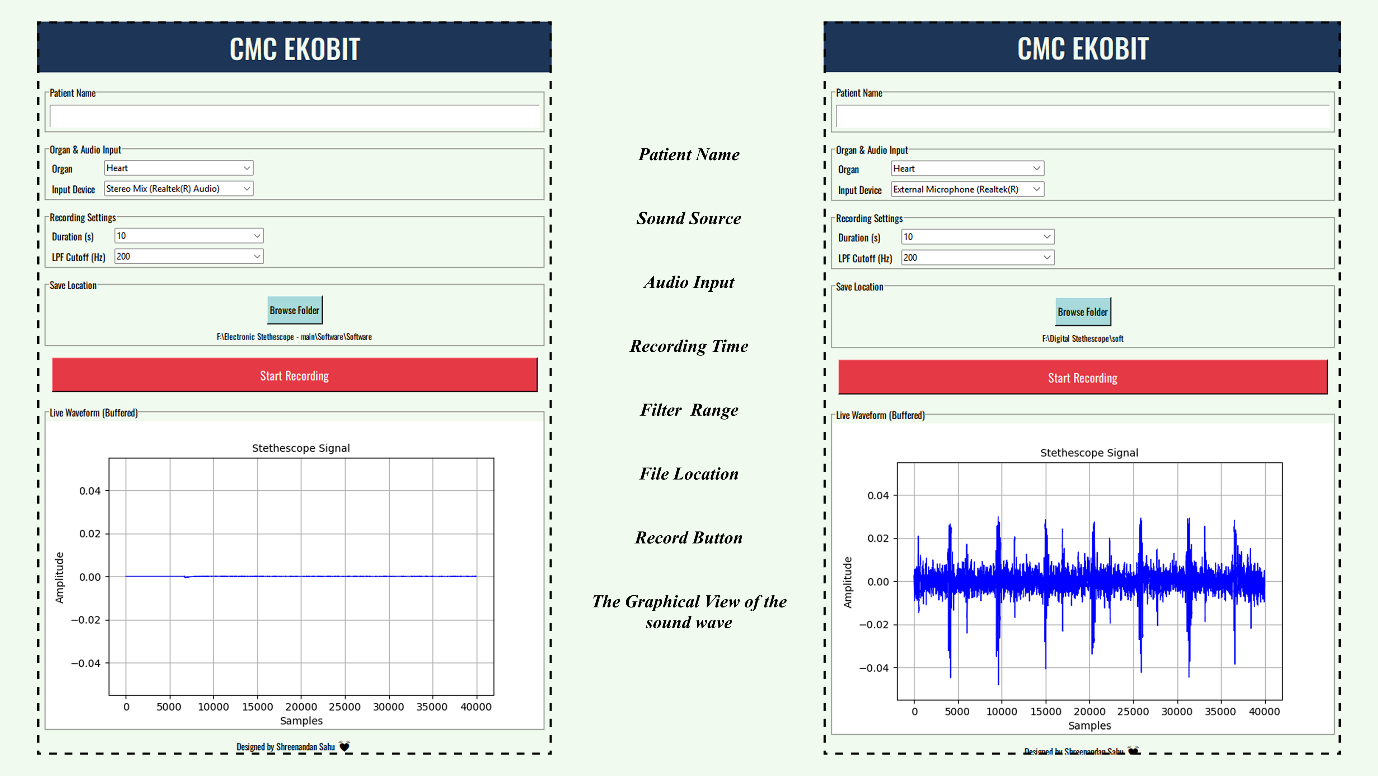 CMC EKOBIT
Patient Name
Organ & Audio Input
Organ
Heart
Input Device
Stereo Mix (Realtek(R) Audio)
Recording Settings
Duration (s)
10
LPF Cutoff (Hz)
200
Save Location
Browse Folder
F:\Electronic Stethescope - main\Software\Software
Start Recording
Live Waveform (Buffered)
Stethescope Signal
0.04
0.02
0.00
−0.02
−0.04
Amplitude
0 5000 10000 15000 20000 25000 30000 35000 40000
Samples
Designed by Shreenandan Sahu 🖤
Patient Name
Sound Source
Audio Input
Recording Time
Filter Range
File Location
Record Button
The Graphical View of the
sound wave
CMC EKOBIT
Patient Name
Organ & Audio Input
Organ
Heart
Input Device
External Microphone (Realtek(R)
Recording Settings
Duration (s)
10
LPF Cutoff (Hz)
200
Save Location
Browse Folder
F:\Digital Stethescope\soft
Start Recording
Live Waveform (Buffered)
Stethescope Signal
0.04
0.02
0.00
−0.02
−0.04
Amplitude
0 5000 10000 15000 20000 25000 30000 35000 40000
Samples
Designed by Shreenandan Sahu 🖤